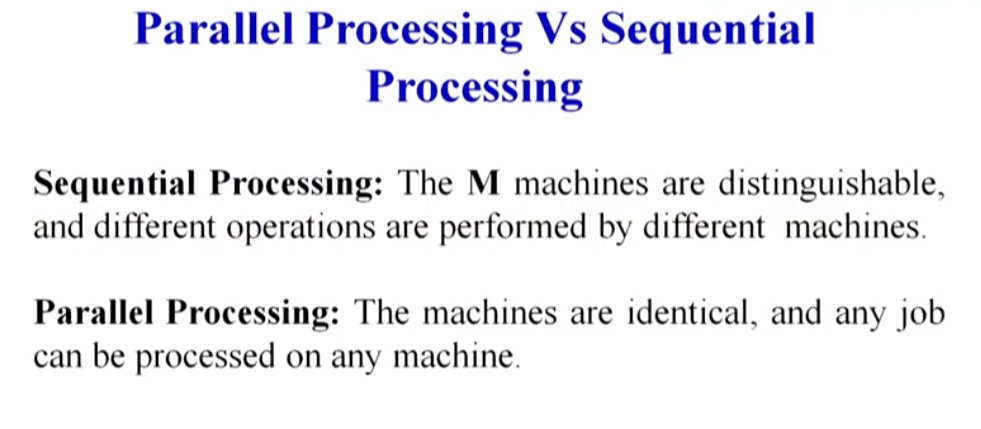 Parallel Processing Vs Sequential
Processing
Sequential Processing: The M machines are distinguishable,
and different operations are performed by different machines.
Parallel Processing: The machines are identical, and any job
can be processed on any machine.